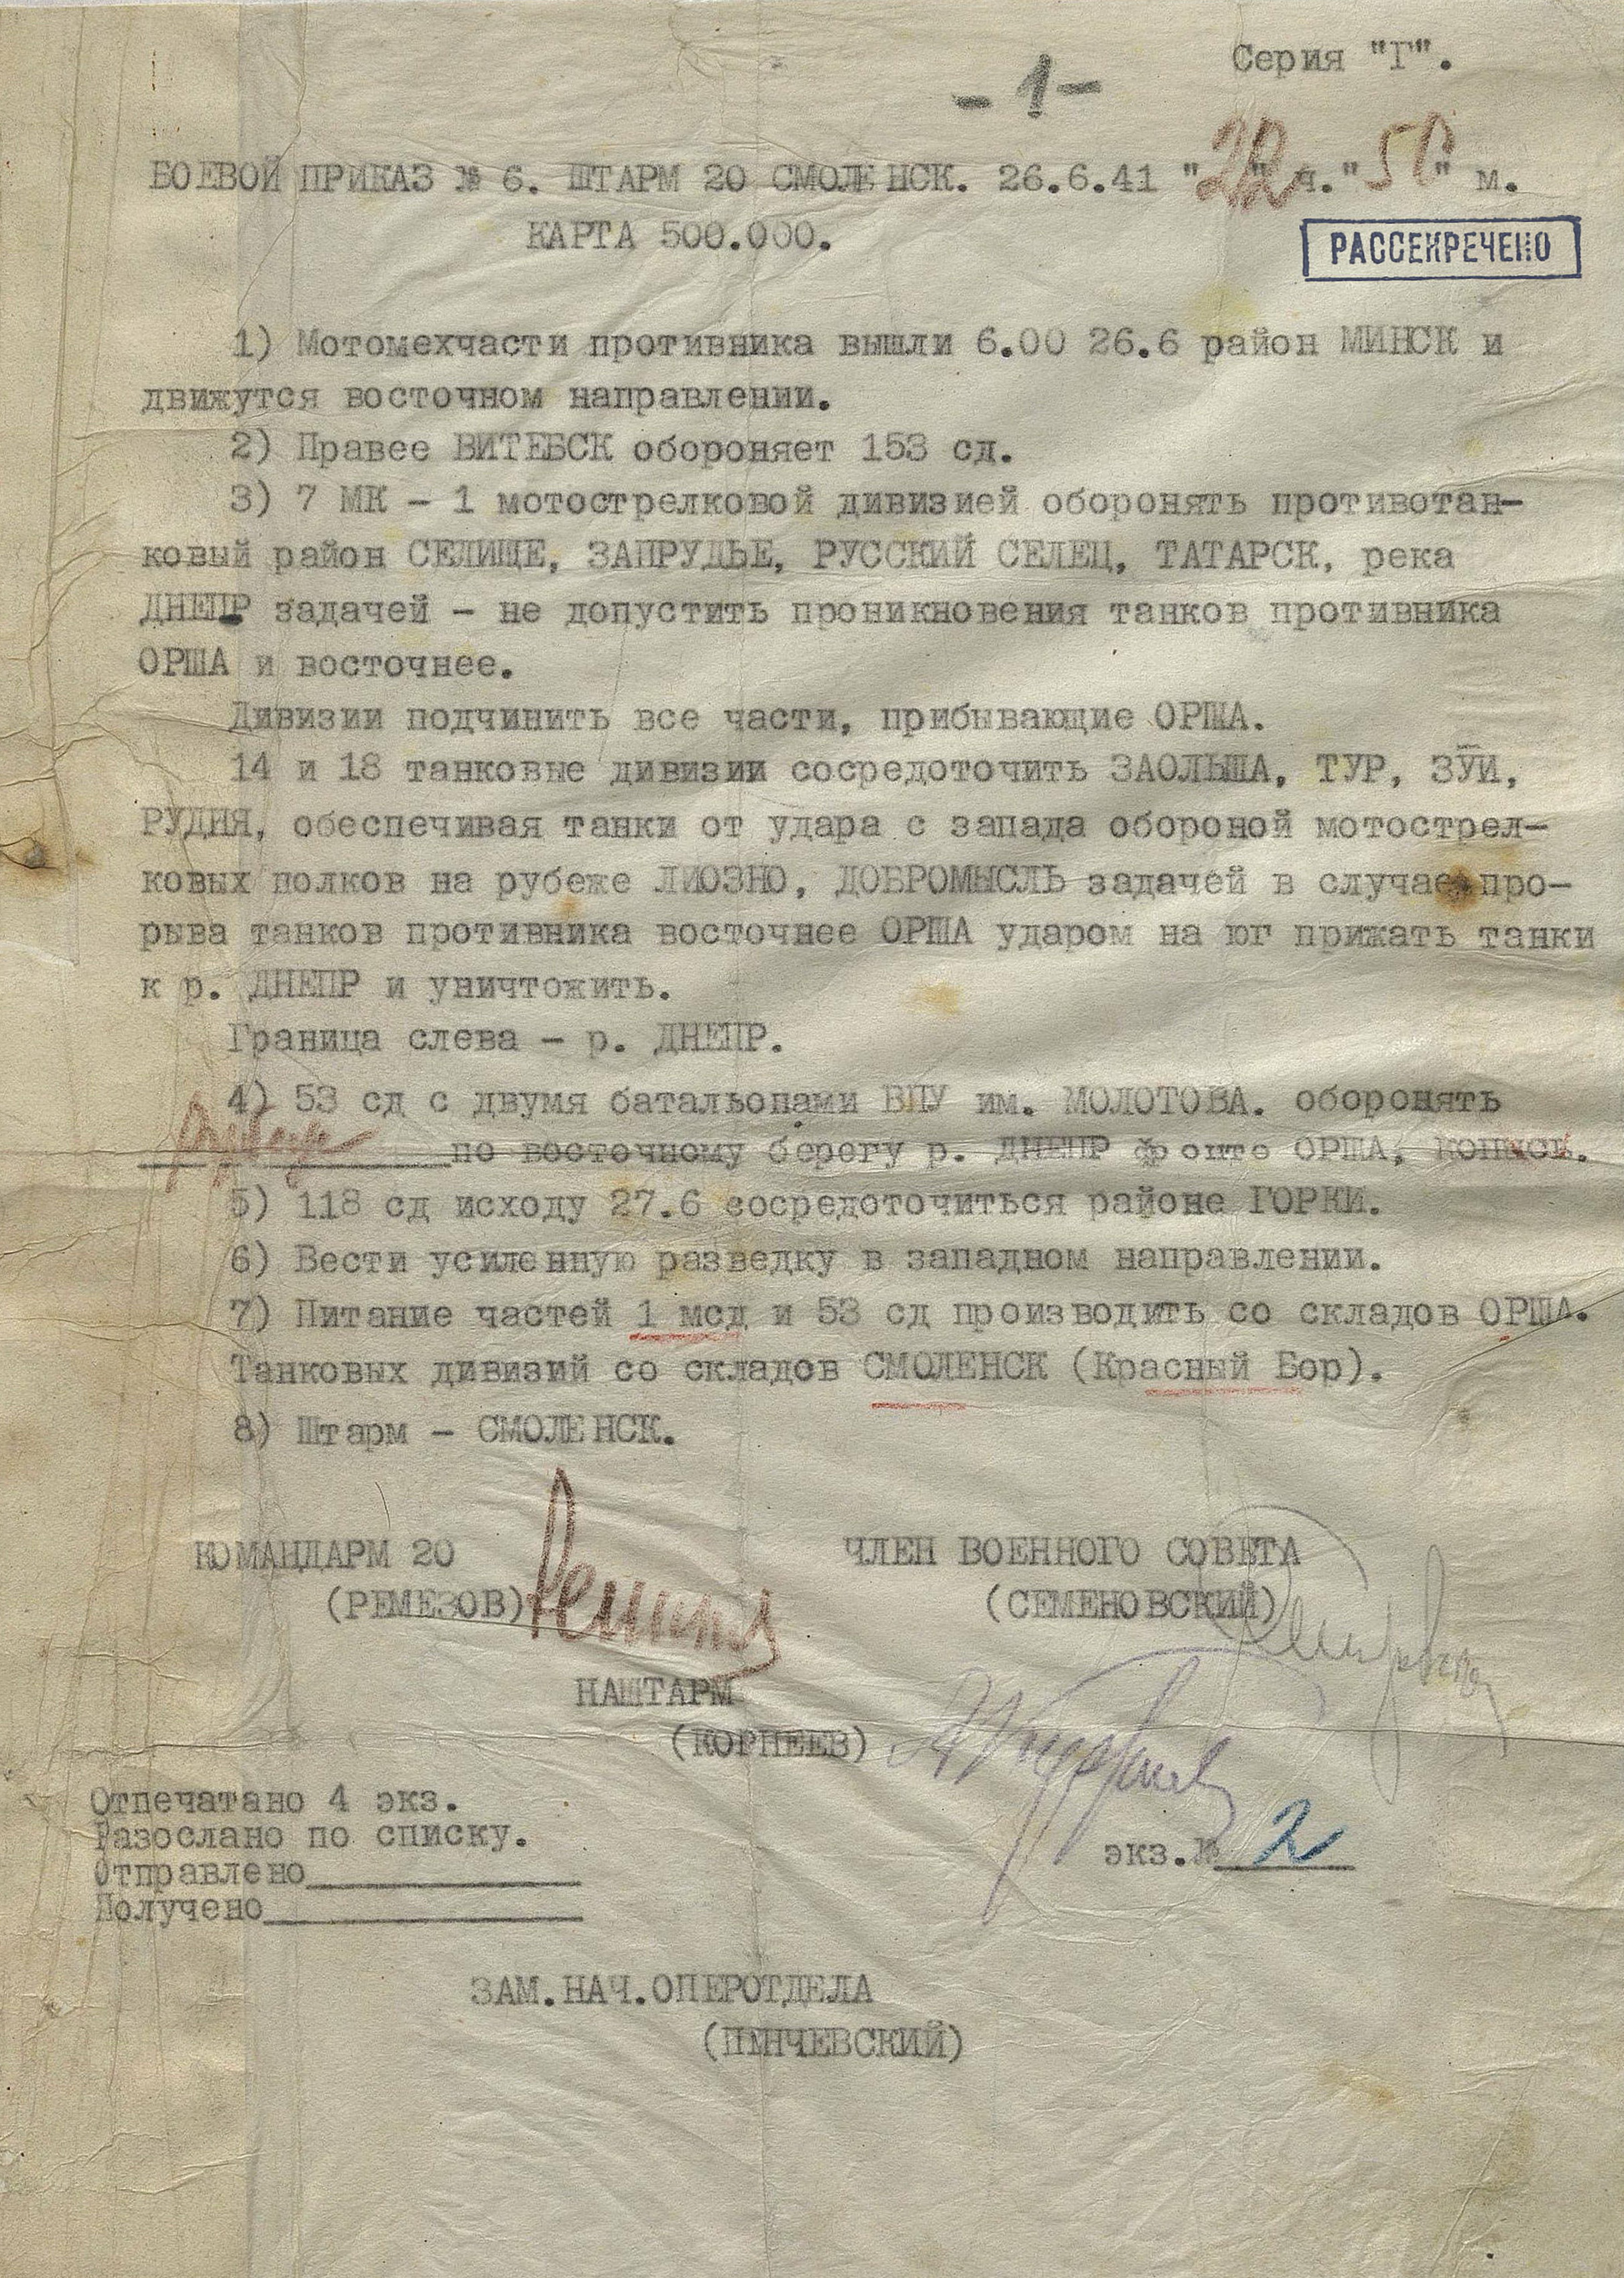 Серия "Г".
- 1 -
БОЕВОЙ ПРИКАЗ № 6. ШТАРМ 20 СМОЛЕНСК. 26.6.41 "22" ч. "50" м.
КАРТА 500.000.
РАССЕКРЕЧЕНО
1) Мотомехчасти противника вышли 6.00 26.6 район МИНСК и
движутся восточном направлении.
2) Правее ВИТЕБСК обороняет 153 сд.
3) 7 МК - 1 мотострелковой дивизией оборонять противотан-
ковый район СЕЛИЩЕ, ЗАПРУДЬЕ, РУССКИЙ СЕЛЕЦ, ТАТАРСК, река
ДНЕПР задачей - не допустить проникновения танков противника
ОРША и восточнее.
Дивизии подчинить все части, прибывающие ОРША.
14 и 18 танковые дивизии сосредоточить ЗАОЛЬША, ТУР, ЗУИ,
РУДНЯ, обеспечивая танки от удара с запада обороной мотострел-
ковых полков на рубеже ЛИОЗНО, ДОБРОМЫСЛЬ задачей в случае про-
рыва танков противника восточнее ОРША ударом на юг прижать танки
к р. ДНЕПР и уничтожить.
Граница слева - р. ДНЕПР.
4) 53 сд с двумя батальонами ВПУ им. МОЛОТОВА. оборонять
рубеж по восточному берегу р. ДНЕПР фронте ОРША, КОПЫСЬ.
5) 118 сд исходу 27.6 сосредоточиться районе ГОРКИ.
6) Вести усиленную разведку в западном направлении.
7) Питание частей 1 мсд и 53 сд производить со складов ОРША.
Танковых дивизий со складов СМОЛЕНСК (Красный Бор).
8) Штарм - СМОЛЕНСК.
КОМАНДАРМ 20 ЧЛЕН ВОЕННОГО СОВЕТА
(РЕМЕЗОВ) (СЕМЕНОВСКИЙ)
НАШТАРМ
(КОРНЕЕВ)
Отпечатано 4 экз.
Разослано по списку.
экз.№ 2
Отправлено
Получено
ЗАМ.НАЧ.ОПЕРОТДЕЛА
(ПЕНЧЕВСКИЙ)